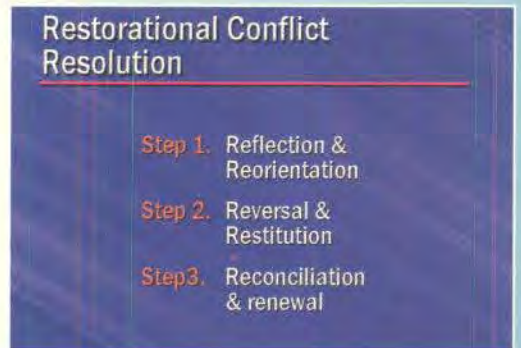 Restorational Conflict
Resolution
Step 1. Reflection &
Reorientation
Step 2. Reversal &
Restitution
Step3. Reconciliation
& renewal